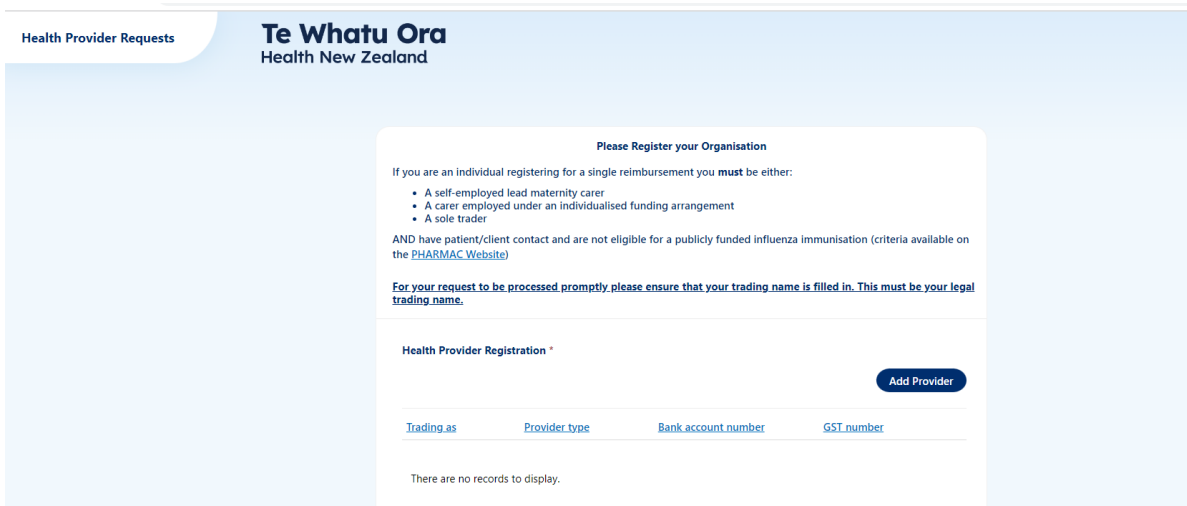 Health Provider Requests
Te Whatu Ora
Health New Zealand
Please Register your Organisation
If you are an individual registering for a single reimbursement you must be either:
• A self-employed lead maternity carer
• A carer employed under an individualised funding arrangement
• A sole trader
AND have patient/client contact and are not eligible for a publicly funded influenza immunisation (criteria available on
the PHARMAC Website)
For your request to be processed promptly please ensure that your trading name is filled in. This must be your legal
trading name.
Health Provider Registration *
Add Provider
Trading as Provider type Bank account number GST number
There are no records to display.